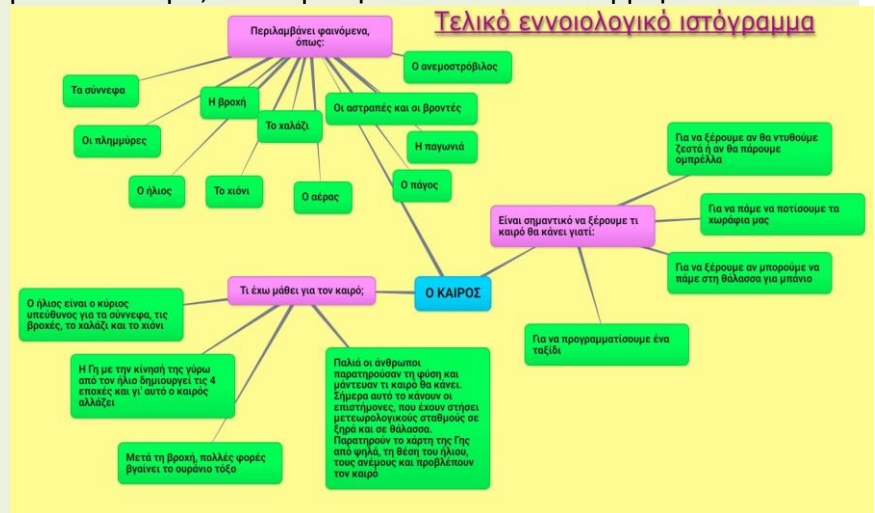 Τελικό εννοιολογικό ιστόγραμμα
Περιλαμβάνει φαινόμενα,
όπως:
Ο ανεμοστρόβιλος
Τα σύννεφα
Η βροχή
Οι αστραπές και οι βροντές
Το χαλάζι
Οι πλημμύρες
Η παγωνιά
Ο ήλιος
Το χιόνι
Ο αέρας
Ο πάγος
Για να ξέρουμε αν θα ντυθούμε
ζεστά ή αν θα πάρουμε
ομπρέλλα
Είναι σημαντικό να ξέρουμε τι
καιρό θα κάνει γιατί:
Για να πάμε να ποτίσουμε τα
χωράφια μας
Για να ξέρουμε αν μπορούμε να
πάμε στη θάλασσα για μπάνιο
Για να προγραμματίσουμε ένα
ταξίδι
Ο ΚΑΙΡΟΣ
Τι έχω μάθει για τον καιρό;
Ο ήλιος είναι ο κύριος
υπεύθυνος για τα σύννεφα, τις
βροχές, το χαλάζι και το χιόνι
Η Γη με την κίνησή της γύρω
από τον ήλιο δημιουργεί τις 4
εποχές και γι' αυτό ο καιρός
αλλάζει
Μετά τη βροχή, πολλές φορές
βγαίνει το ουράνιο τόξο
Παλιά οι άνθρωποι
παρατηρούσαν τη φύση και
μάντευαν τι καιρό θα κάνει.
Σήμερα αυτό το κάνουν οι
επιστήμονες, που έχουν στήσει
μετεωρολογικούς σταθμούς σε
ξηρά και σε θάλασσα.
Παρατηρούν το χάρτη της Γης
από ψηλά, τη θέση του ήλιου,
τους ανέμους και προβλέπουν
τον καιρό